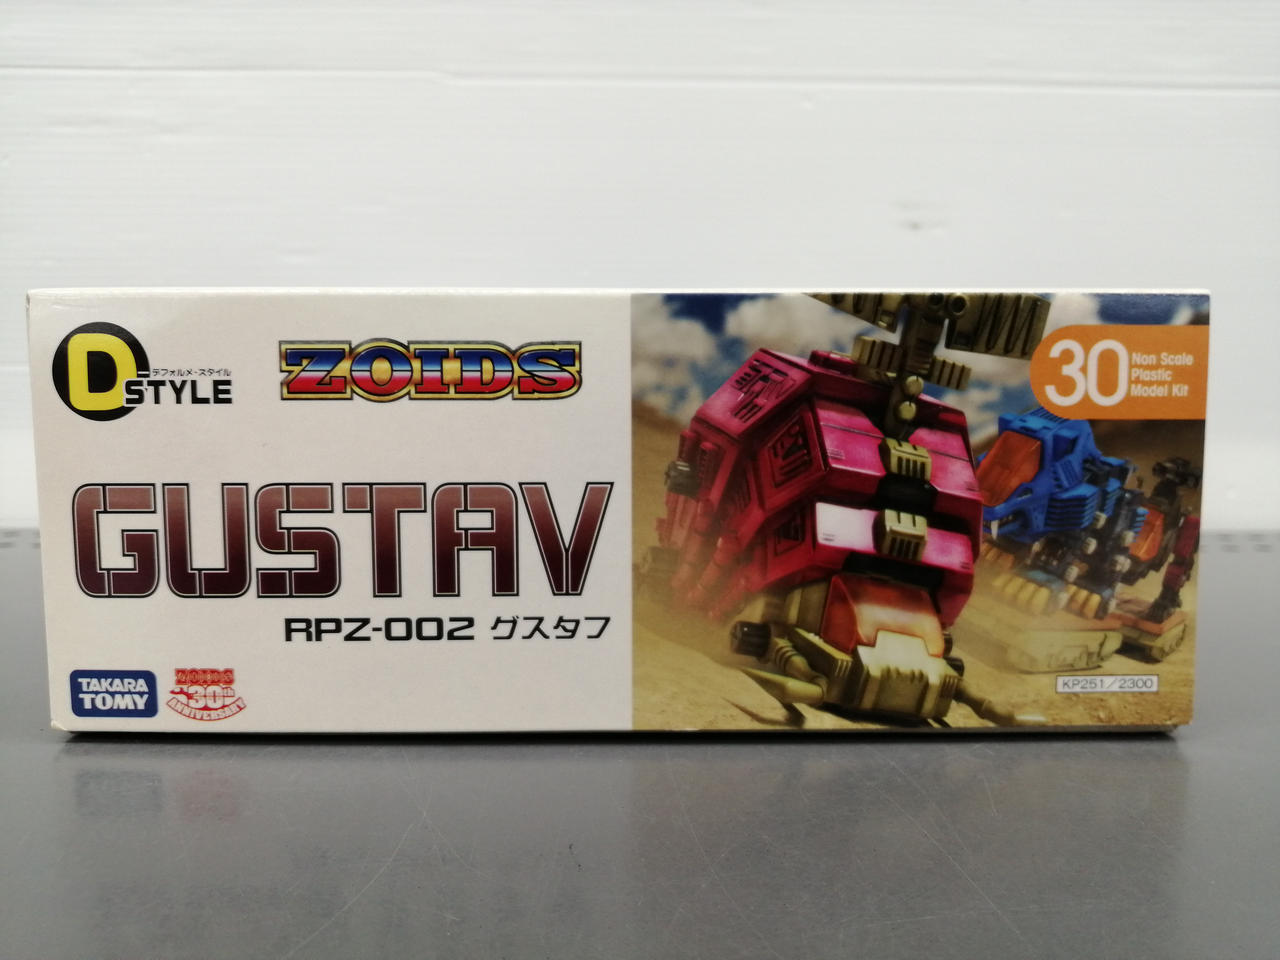 D-STYLE
デフォルメ・スタイル
ZOIDS
GUSTAV
RPZ-002 グスタフ
TAKARA
TOMY
ZOIDS
30th
ANNIVERSARY
30
Non Scale
Plastic
Model Kit
KP251/2300